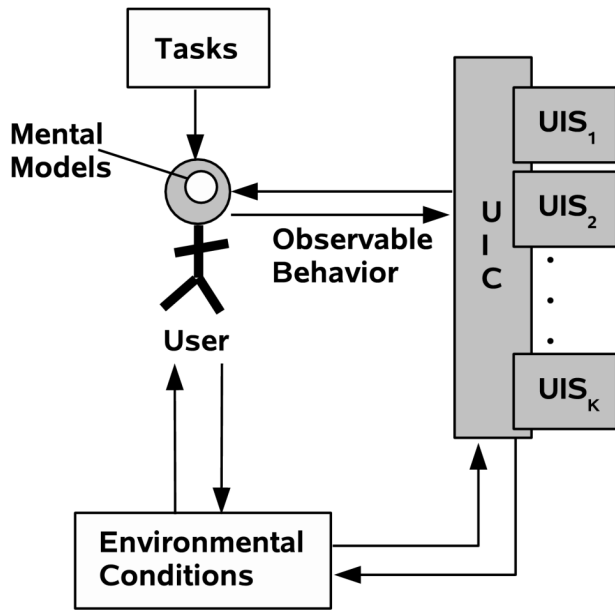 Tasks
Mental
Models
UIS1
UIS2
U
I
C
Observable
Behavior
User
UISK
Environmental
Conditions